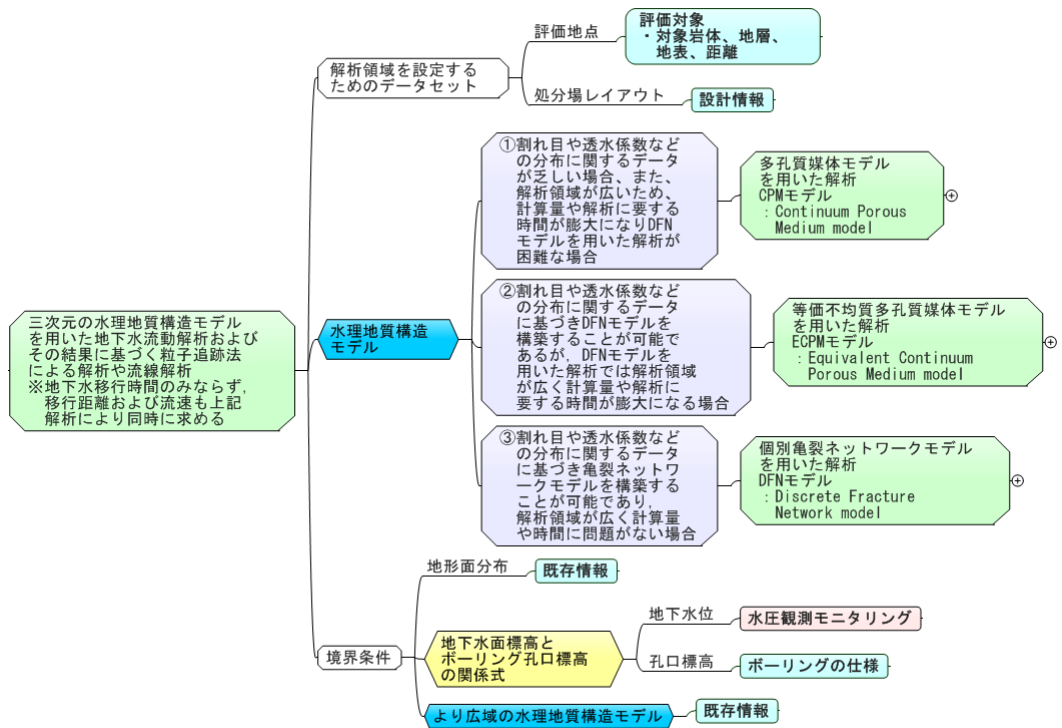 三次元の水理地質構造モデル
を用いた地下水流動解析および
その結果に基づく粒子追跡法
による解析や流線解析
※地下水移行時間のみならず,
移行距離および流速も上記
解析により同時に求める
解析領域を設定する
ためのデータセット
評価地点
評価対象
・対象岩体、地層、
地表、距離
処分場レイアウト
設計情報
水理地質構造
モデル
①割れ目や透水係数など
の分布に関するデータ
が乏しい場合、また、
解析領域が広いため、
計算量や解析に要する
時間が膨大になりDFN
モデルを用いた解析が
困難な場合
多孔質媒体モデル
を用いた解析
CPMモデル
：Continuum Porous
Medium model
②割れ目や透水係数など
の分布に関するデータ
に基づきDFNモデルを
構築することが可能で
あるが，DFNモデルを
用いた解析では解析領域
が広く計算量や解析に
要する時間が膨大になる場合
等価不均質多孔質媒体モデル
を用いた解析
ECPMモデル
：Equivalent Continuum
Porous Medium model
③割れ目や透水係数など
の分布に関するデータ
に基づき亀裂ネットワ
ークモデルを構築する
ことが可能であり，
解析領域が広く計算量
や時間に問題がない場合
個別亀裂ネットワークモデル
を用いた解析
DFNモデル
：Discrete Fracture
Network model
境界条件
地形面分布
既存情報
地下水面標高と
ボーリング孔口標高
の関係式
地下水位
水圧観測モニタリング
孔口標高
ボーリングの仕様
より広域の水理地質構造モデル
既存情報